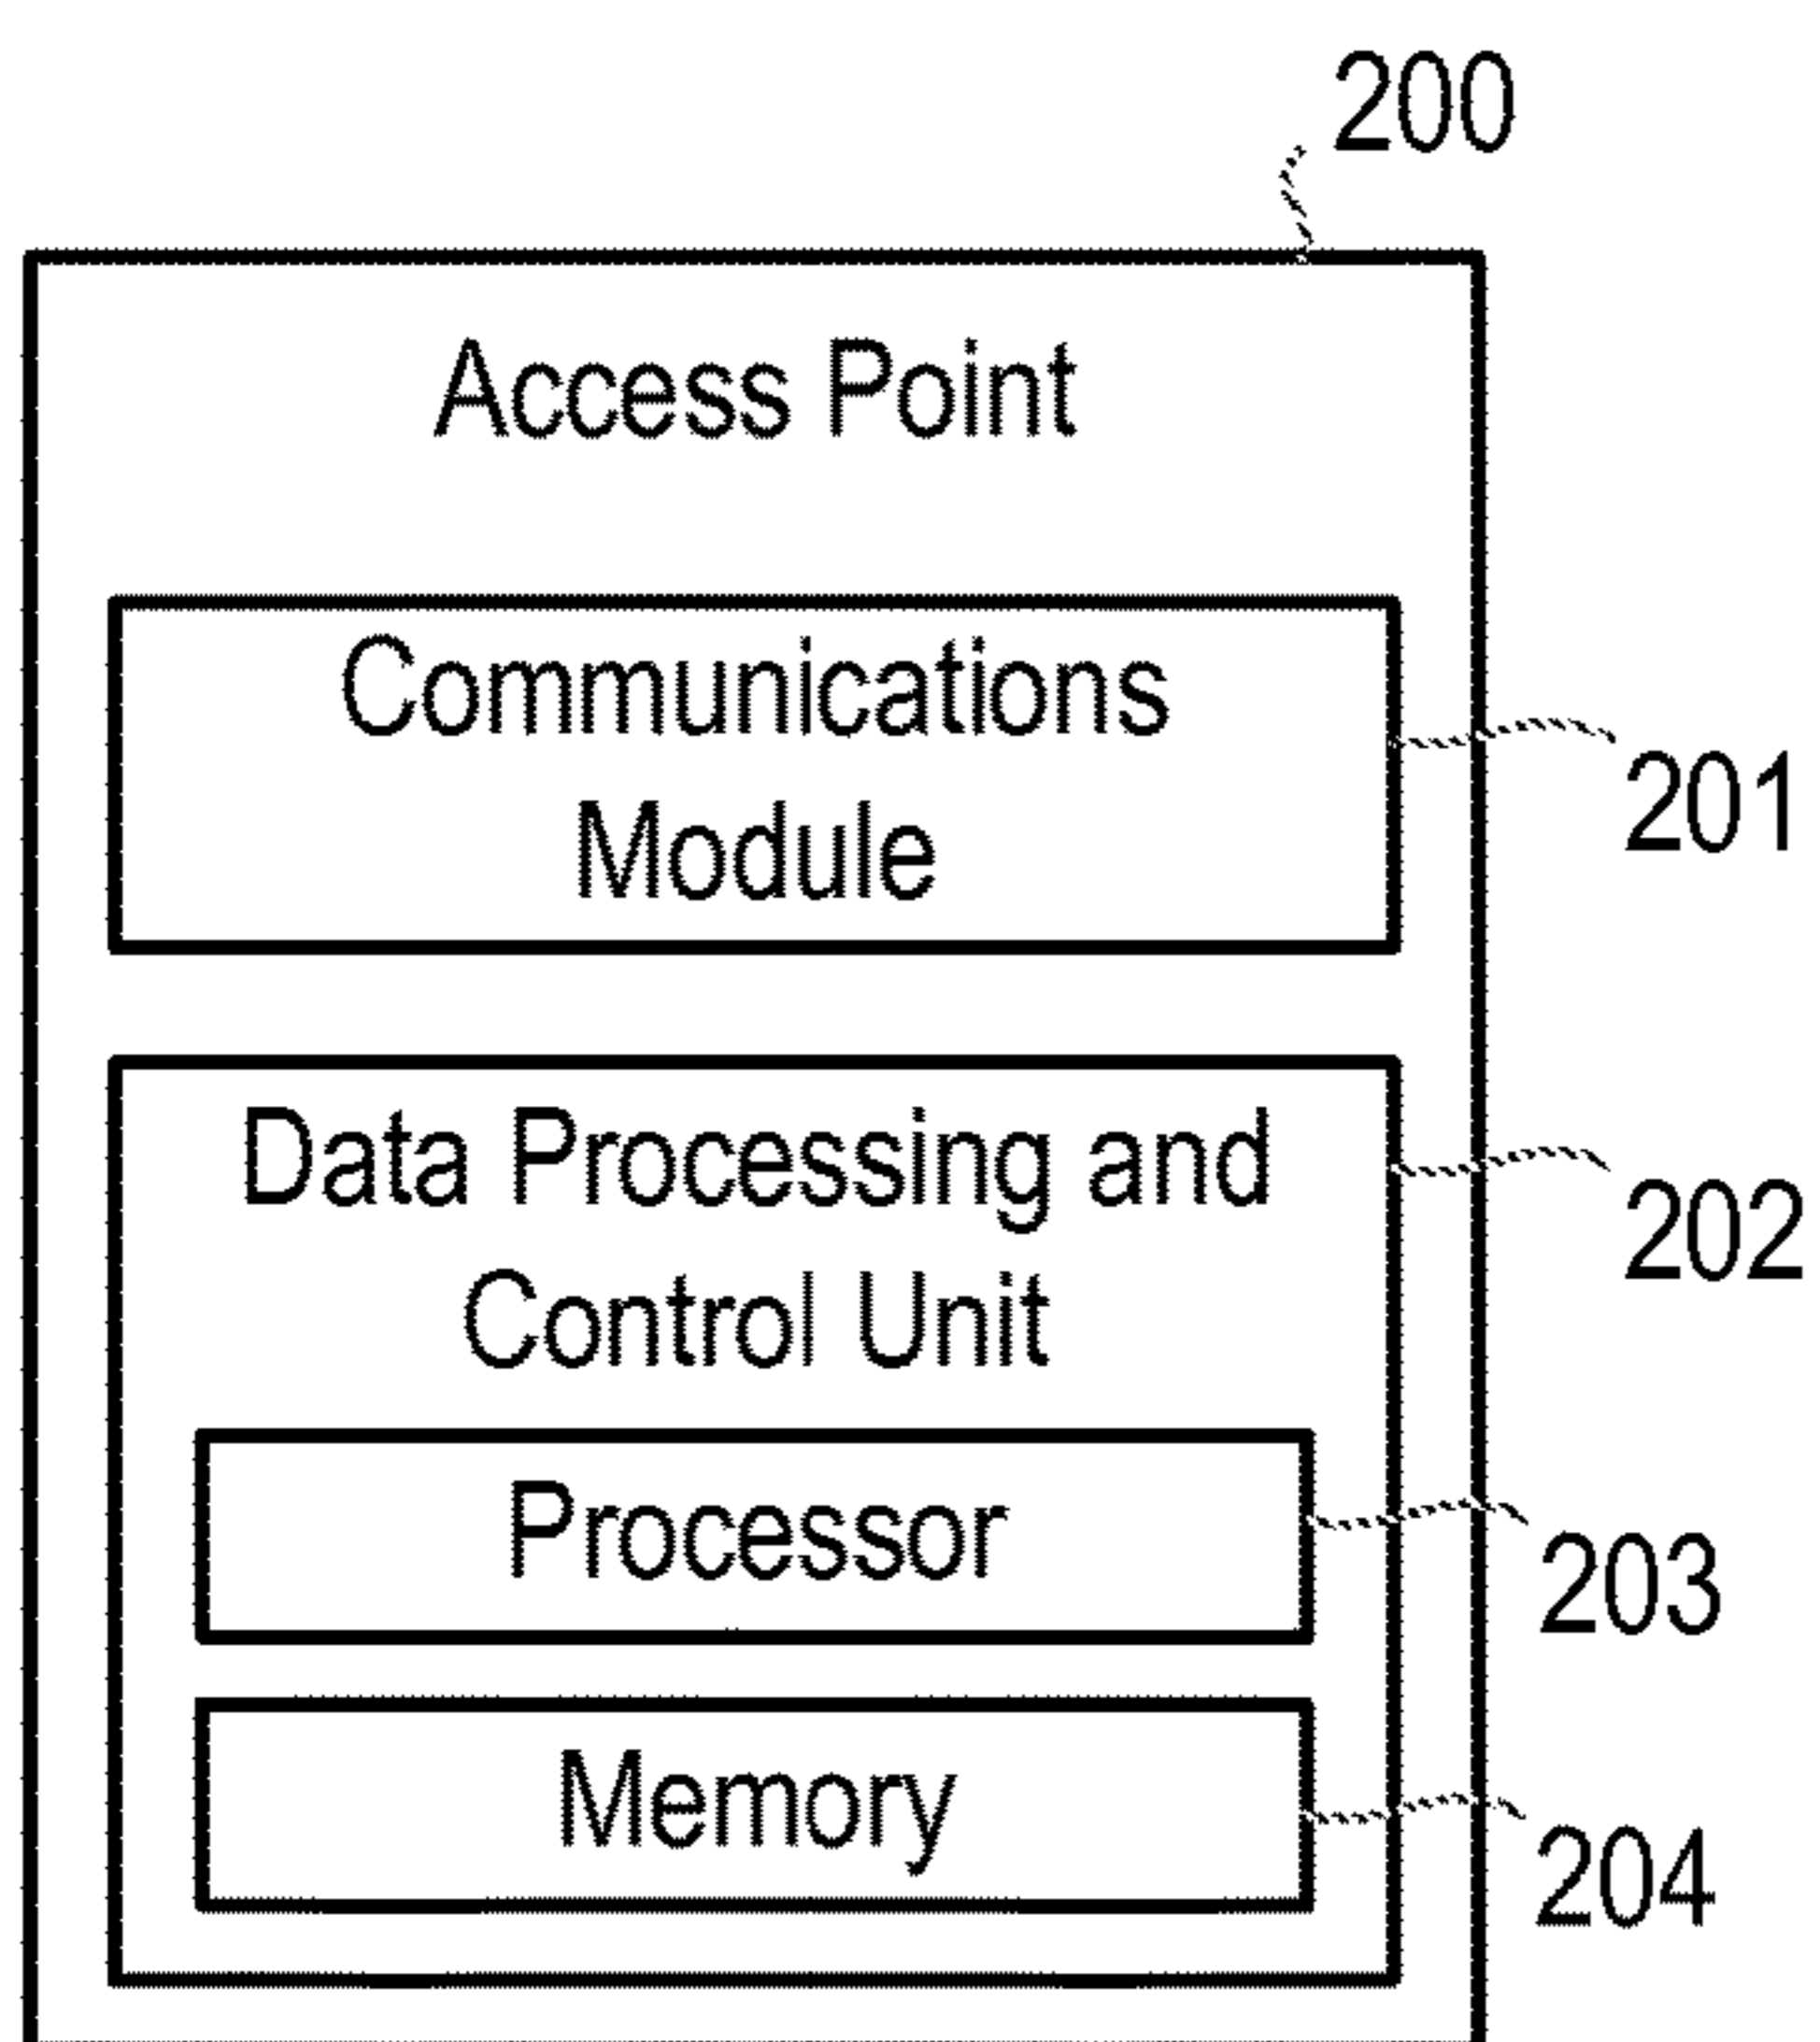 200
Access Point
Communications
Module
201
Data Processing and
Control Unit
202
Processor
203
Memory
204